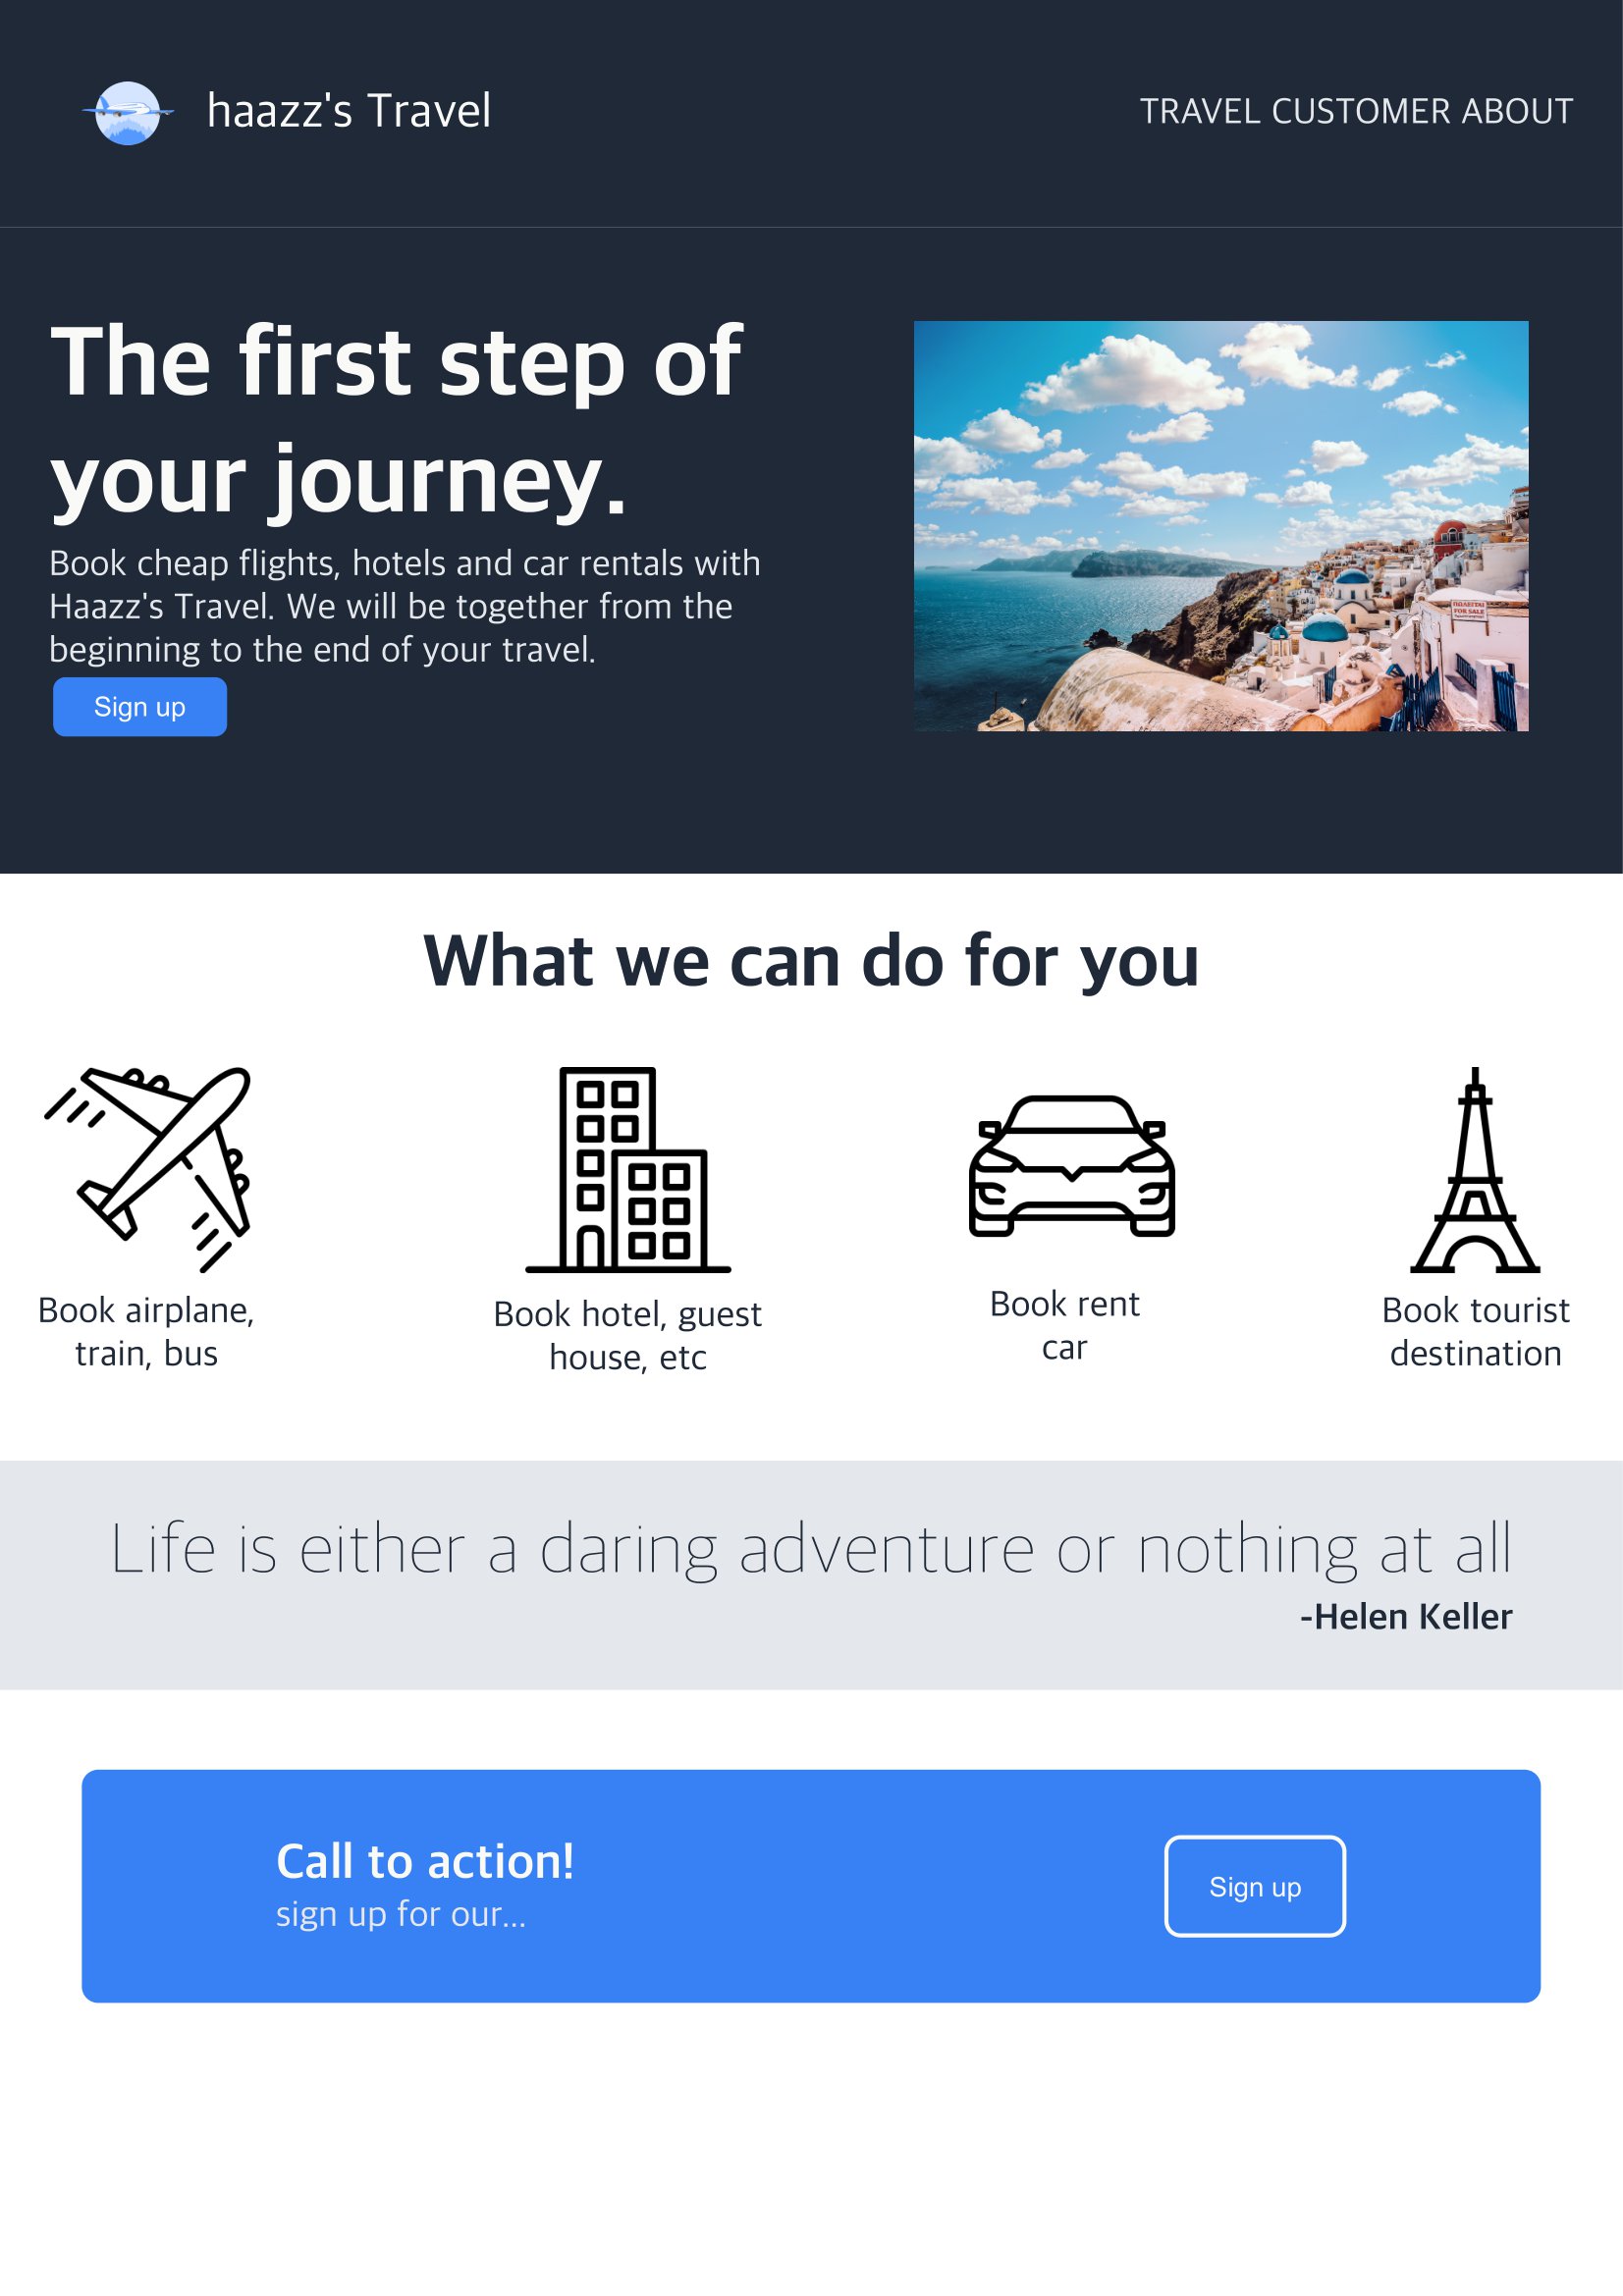 haazz's Travel
TRAVEL CUSTOMER ABOUT
The first step of
your journey.
Book cheap flights, hotels and car rentals with
Haazz's Travel. We will be together from the
beginning to the end of your travel.
Sign up
ΠΩΛΕΙΤΑΙ
FOR SALE
What we can do for you
Book airplane,
train, bus
Book hotel, guest
house, etc
Book rent
car
Book tourist
destination
Life is either a daring adventure or nothing at all
-Helen Keller
Call to action!
sign up for our...
Sign up